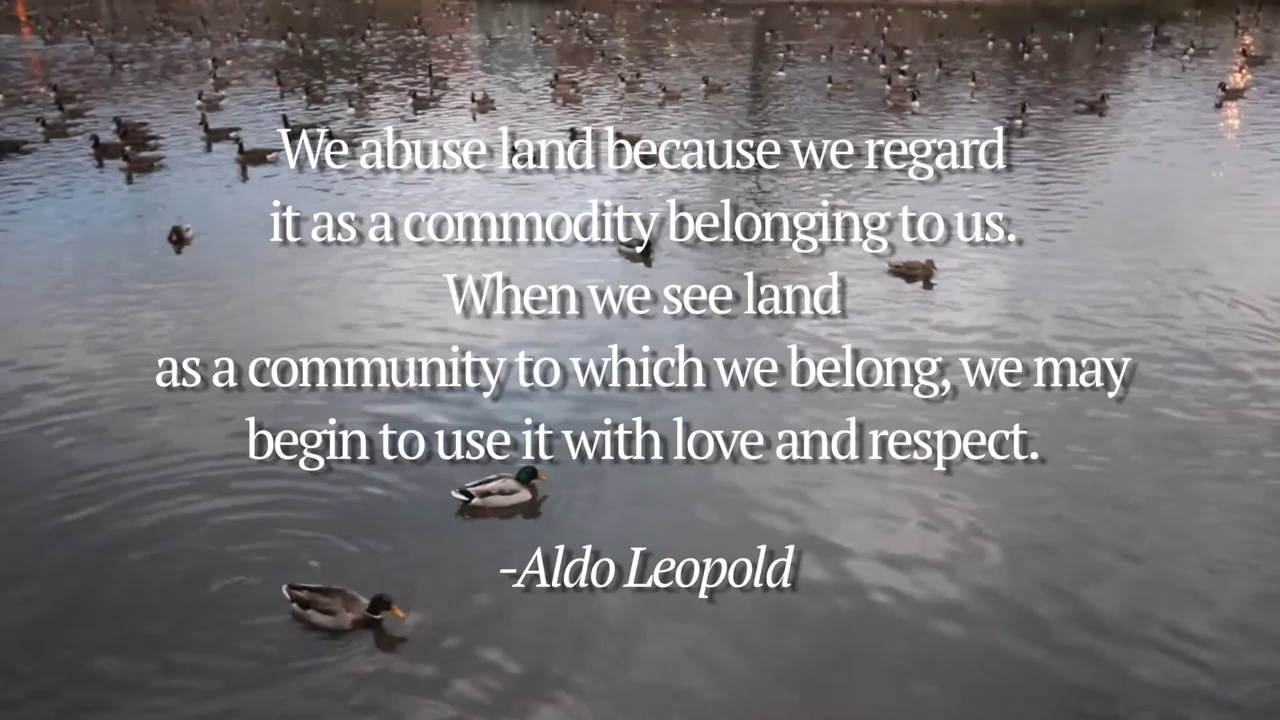 We abuse land because we regard
it as a commodity belonging to us.
When we see land
as a community to which we belong, we may
begin to use it with love and respect.
-Aldo Leopold